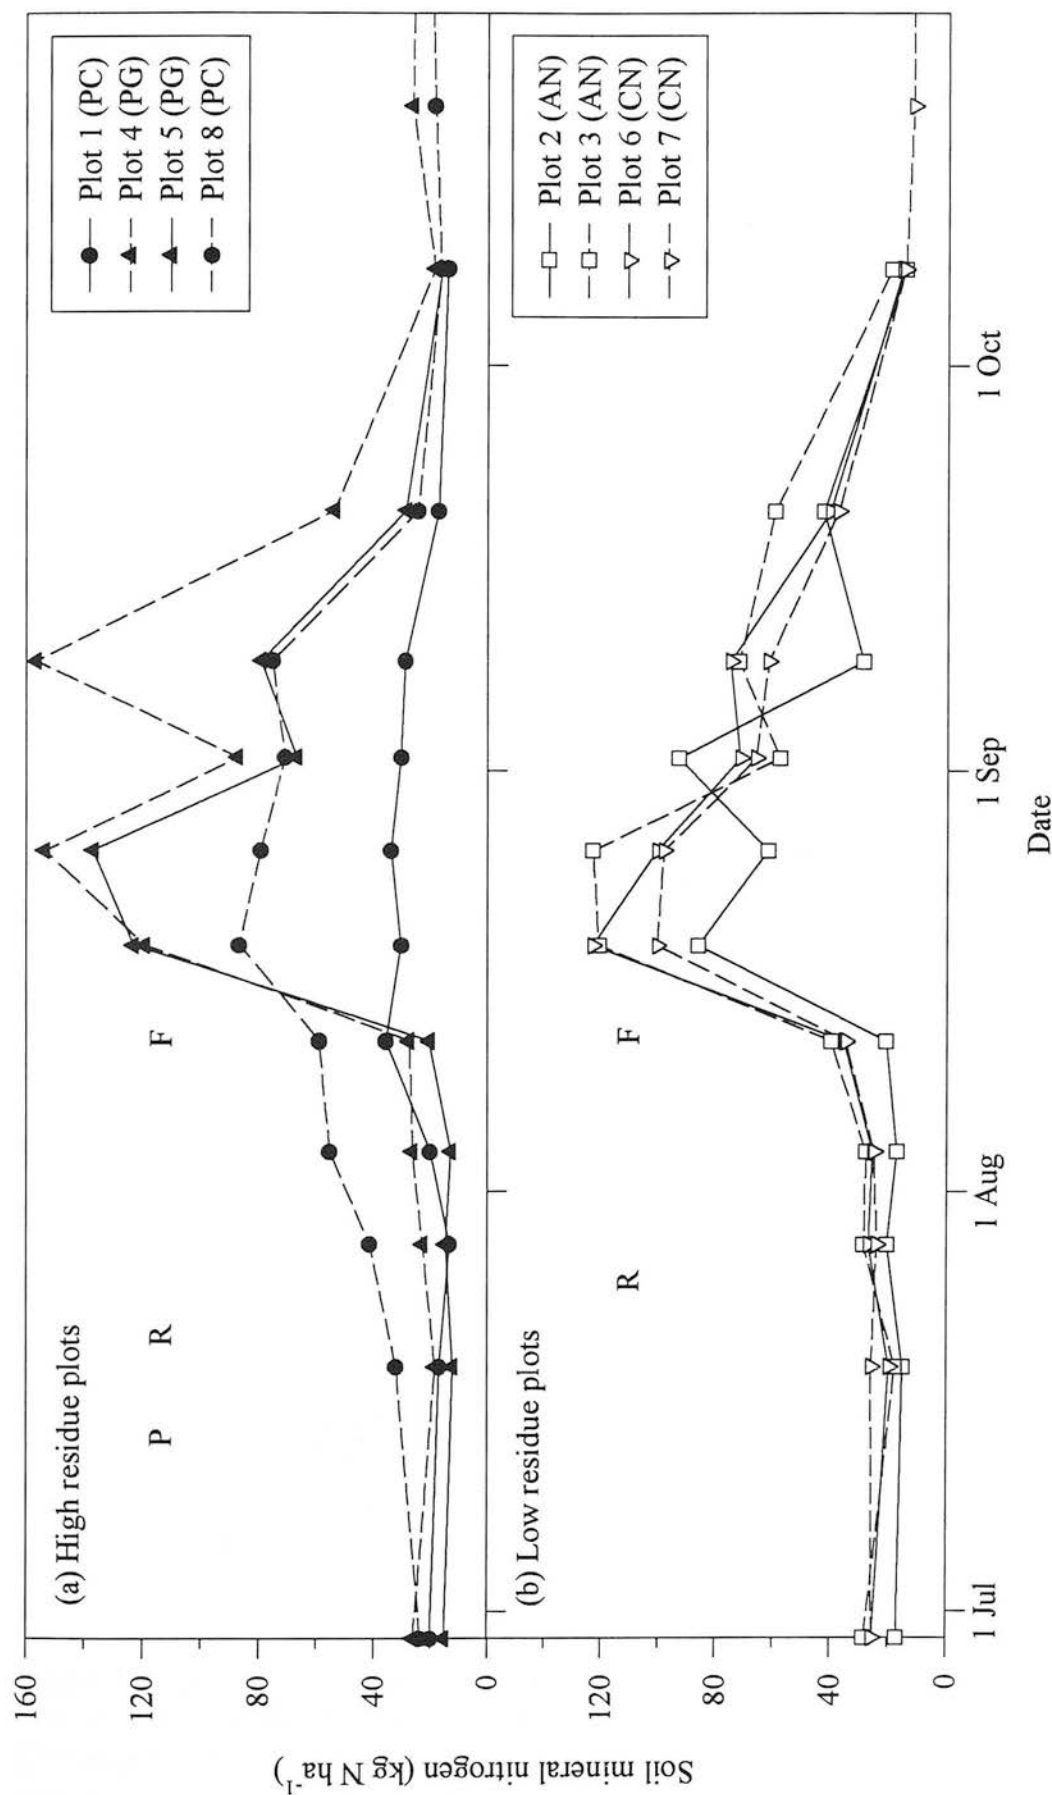 (a) High residue plots
P
R
F
Plot 1 (PC)
Plot 4 (PG)
Plot 5 (PG)
Plot 8 (PC)
160
120
80
40
0
(b) Low residue plots
R
F
Plot 2 (AN)
Plot 3 (AN)
Plot 6 (CN)
Plot 7 (CN)
120
80
40
0
Soil mineral nitrogen (kg N ha⁻¹)
1 Jul
1 Aug
1 Sep
1 Oct
Date